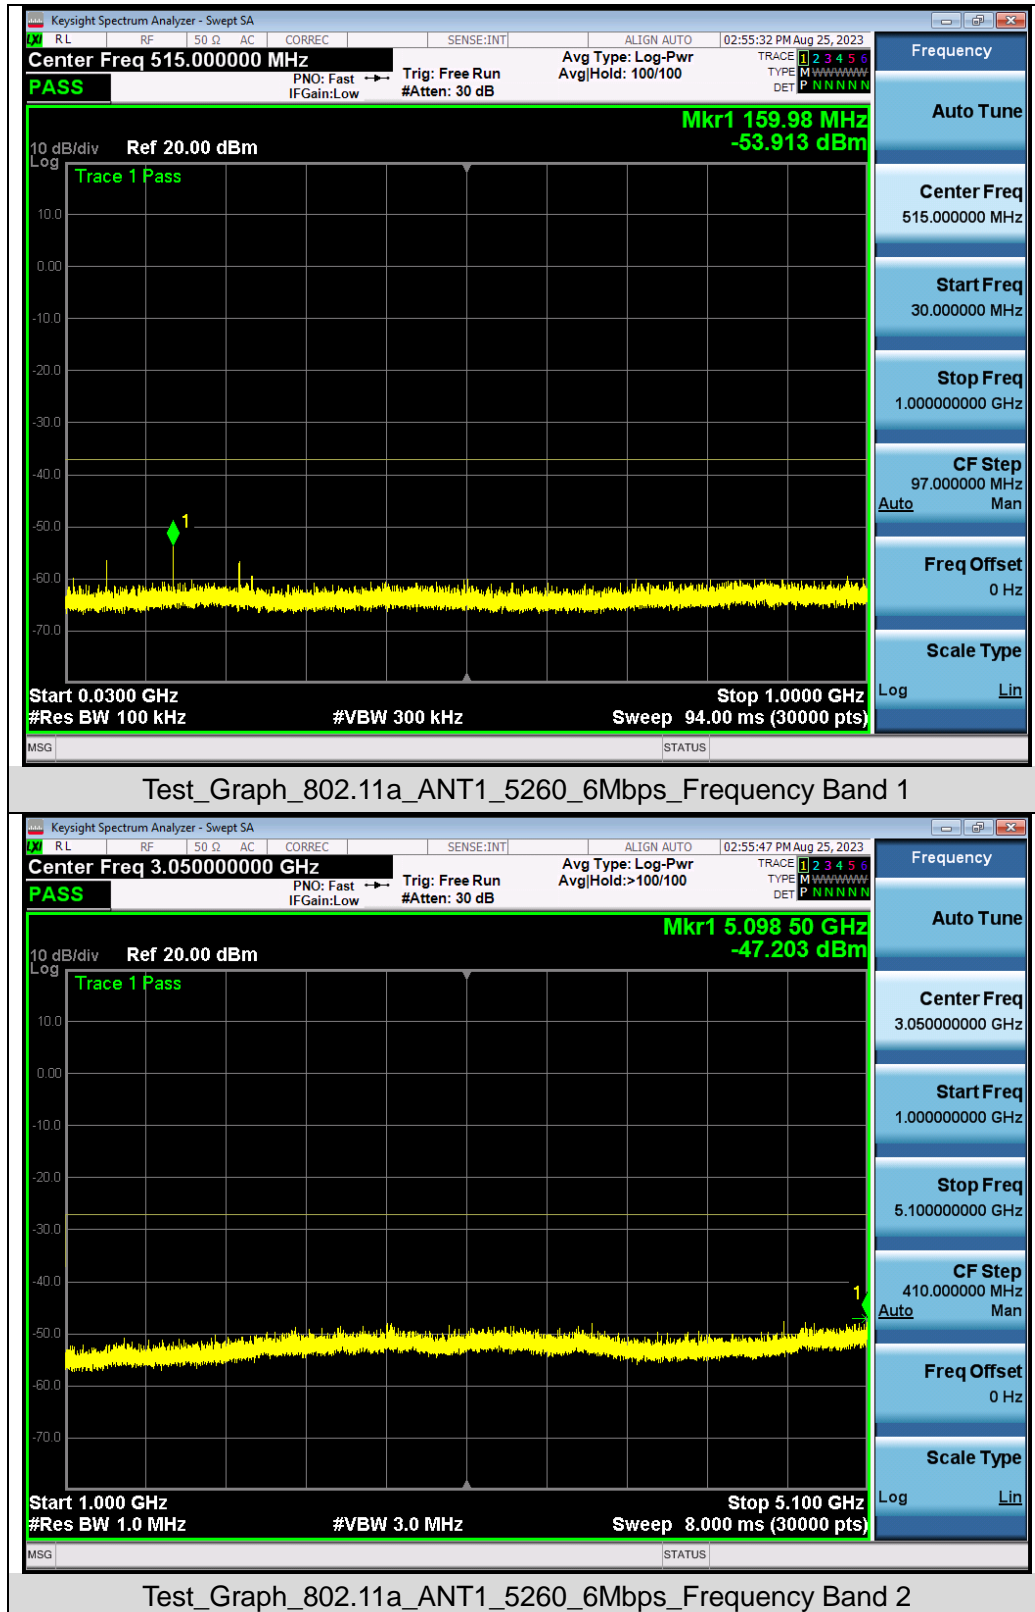 Keysight Spectrum Analyzer - Swept SA
LXI RL RF 50 Ω AC CORREC SENSE:INT ALIGN AUTO 02:55:32 PM Aug 25, 2023
Center Freq 515.000000 MHz
PASS
PNO: Fast
IFGain:Low
Trig: Free Run
#Atten: 30 dB
Avg Type: Log-Pwr
Avg|Hold: 100/100
TRACE 1 2 3 4 5 6
TYPE M WWWWW
DET P N N N N N
Mkr1 159.98 MHz
-53.913 dBm
10 dB/div Ref 20.00 dBm
Log
Trace 1 Pass
10.0
0.00
-10.0
-20.0
-30.0
-40.0
-50.0
-60.0
-70.0
1
Start 0.0300 GHz Stop 1.0000 GHz
#Res BW 100 kHz #VBW 300 kHz Sweep 94.00 ms (30000 pts)
MSG STATUS
Frequency
Auto Tune
Center Freq
515.000000 MHz
Start Freq
30.000000 MHz
Stop Freq
1.000000000 GHz
CF Step
97.000000 MHz
Auto Man
Freq Offset
0 Hz
Scale Type
Log Lin
Test_Graph_802.11a_ANT1_5260_6Mbps_Frequency Band 1
Keysight Spectrum Analyzer - Swept SA
LXI RL RF 50 Ω AC CORREC SENSE:INT ALIGN AUTO 02:55:47 PM Aug 25, 2023
Center Freq 3.050000000 GHz
PASS
PNO: Fast
IFGain:Low
Trig: Free Run
#Atten: 30 dB
Avg Type: Log-Pwr
Avg|Hold:>100/100
TRACE 1 2 3 4 5 6
TYPE M WWWWW
DET P N N N N N
Mkr1 5.098 50 GHz
-47.203 dBm
10 dB/div Ref 20.00 dBm
Log
Trace 1 Pass
10.0
0.00
-10.0
-20.0
-30.0
-40.0
-50.0
-60.0
-70.0
1
Start 1.000 GHz Stop 5.100 GHz
#Res BW 1.0 MHz #VBW 3.0 MHz Sweep 8.000 ms (30000 pts)
MSG STATUS
Frequency
Auto Tune
Center Freq
3.050000000 GHz
Start Freq
1.000000000 GHz
Stop Freq
5.100000000 GHz
CF Step
410.000000 MHz
Auto Man
Freq Offset
0 Hz
Scale Type
Log Lin
Test_Graph_802.11a_ANT1_5260_6Mbps_Frequency Band 2